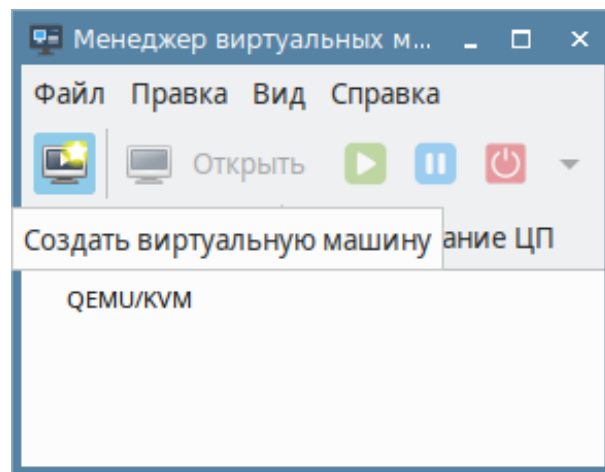 Менеджер виртуальных м...
Файл Правка Вид Справка
Открыть
Создать виртуальную машину
ание ЦП
QEMU/KVM